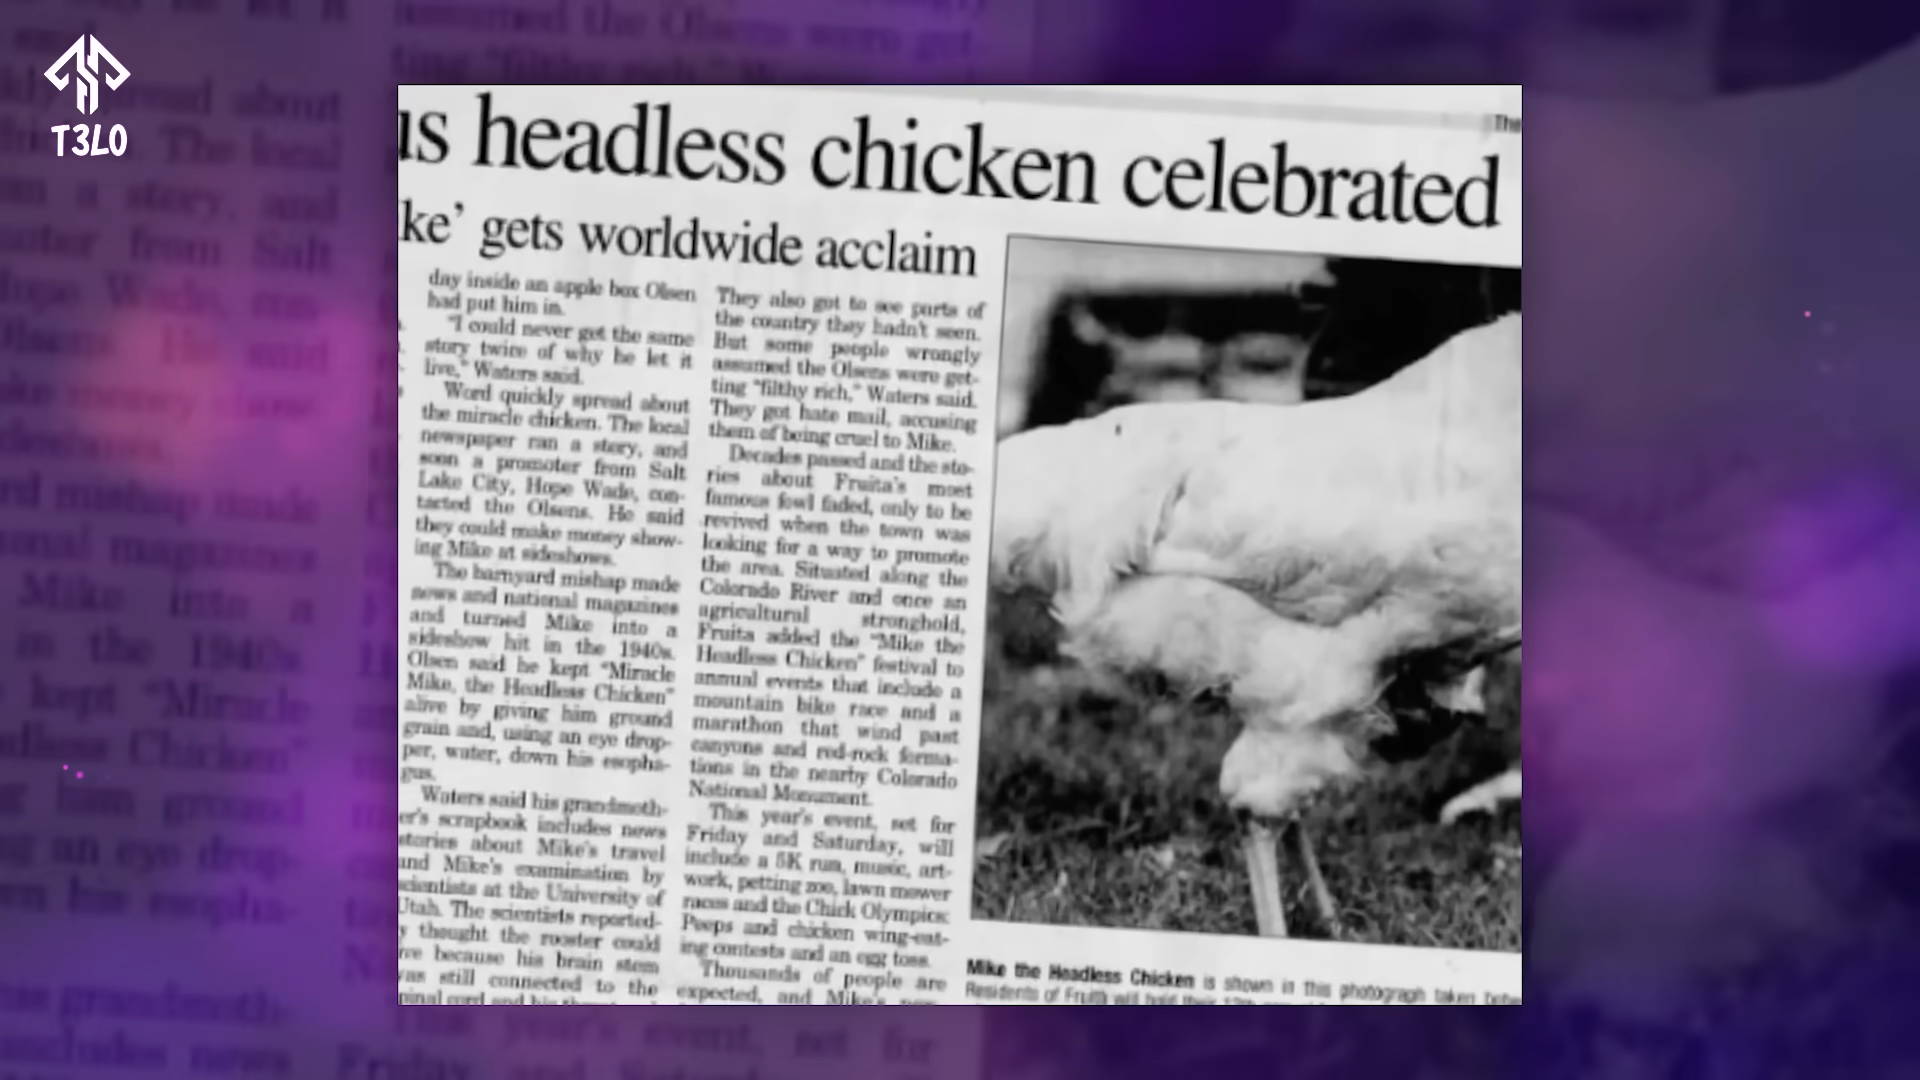 T3L0
The
us headless chicken celebrated
ke' gets worldwide acclaim
day inside an apple box Olsen
had put him in.
"I could never get the same
story twice of why he let it
live," Waters said.
Word quickly spread about
the miracle chicken. The local
newspaper ran a story, and
soon a promoter from Salt
Lake City, Hope Wade, con-
tacted the Olsens. He said
they could make money show-
ing Mike at sideshows.
The barnyard mishap made
news and national magazines
and turned Mike into a
sideshow hit in the 1940s.
Olsen said he kept "Miracle
Mike, the Headless Chicken"
alive by giving him ground
grain and, using an eye drop-
per, water, down his esopha-
gus.
Waters said his grandmoth-
er's scrapbook includes news
stories about Mike's travel
and Mike's examination by
scientists at the University of
Utah. The scientists reported-
y thought the rooster could
ve because his brain stem
was still connected to the
pinal cord and his
They also got to see parts of
the country they hadn't seen.
But some people wrongly
assumed the Olsens were get-
ting "filthy rich," Waters said.
They got hate mail, accusing
them of being cruel to Mike.
Decades passed and the sto-
ries about Fruita's most
famous fowl faded, only to be
revived when the town was
looking for a way to promote
the area. Situated along the
Colorado River and once an
agricultural stronghold,
Fruita added the "Mike the
Headless Chicken" festival to
annual events that include a
mountain bike race and a
marathon that wind past
canyons and red-rock forma-
tions in the nearby Colorado
National Monument.
This year's event, set for
Friday and Saturday, will
include a 5K run, music, art-
work, petting zoo, lawn mower
races and the Chick Olympics:
Peeps and chicken wing-eat-
ing contests and an egg toss.
Thousands of people are
expected, and Mike's
Mike the Headless Chicken is shown in this photograph taken betw
Residents of Fruita will hold their